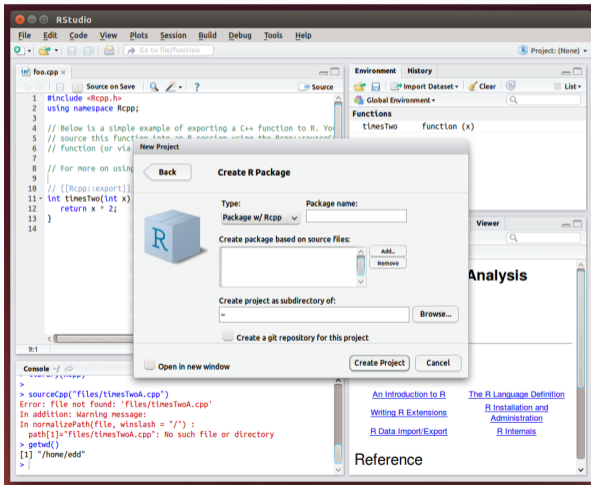 RStudio
File Edit Code View Plots Session Build Debug Tools Help
Go to file/function
Project: (None)
foo.cpp ×
Source on Save
Source
1 #include <Rcpp.h>
2 using namespace Rcpp;
3
4 // Below is a simple example of exporting a C++ function to R. You
5 // source this function into an R session using the Rcpp::sourceC
6 // function (or via
7
8 // For more on using
9
10 // [[Rcpp::export]]
11 int timesTwo(int x)
12 return x * 2;
13 }
14
9:1
Environment History
Import Dataset Clear List
Global Environment
Functions
timesTwo function (x)
New Project
Back
Create R Package
Type:
Package name:
Package w/ Rcpp
R
Create package based on source files:
Add...
Remove
Create project as subdirectory of:
~
Browse...
Create a git repository for this project
Open in new window
Create Project
Cancel
Viewer
Analysis
An Introduction to R
The R Language Definition
Writing R Extensions
R Installation and
Administration
R Data Import/Export
R Internals
Reference
Console ~/
>
> sourceCpp("files/timesTwoA.cpp")
Error: file not found: 'files/timesTwoA.cpp'
In addition: Warning message:
In normalizePath(file, winslash = "/") :
path[1]="files/timesTwoA.cpp": No such file or directory
> getwd()
[1] "/home/edd"
>